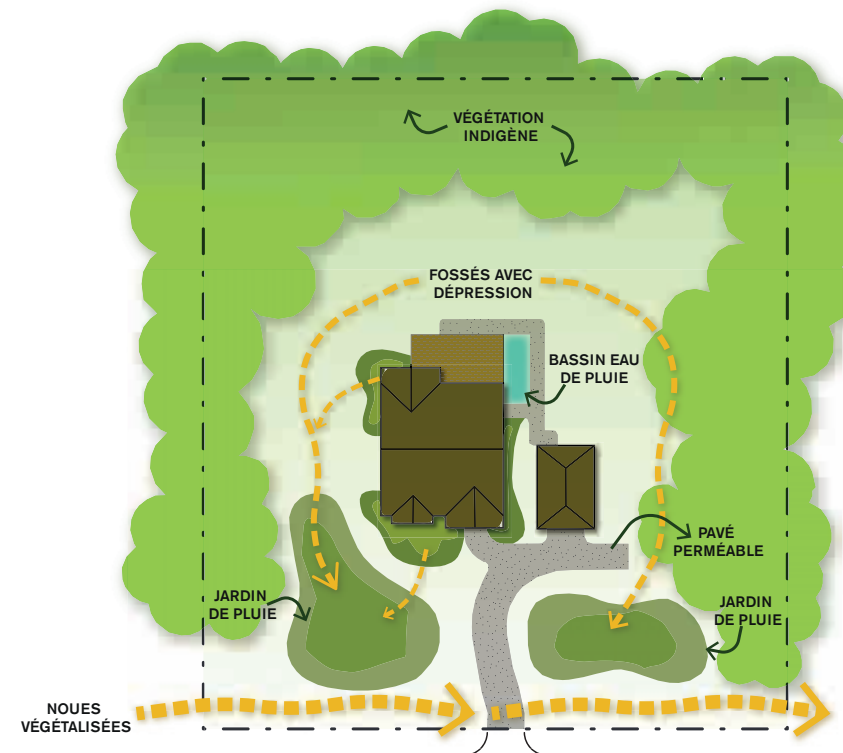 VÉGÉTATION
INDIGÈNE
FOSSÉS AVEC
DÉPRESSION
BASSIN EAU
DE PLUIE
PAVÉ
PERMÉABLE
JARDIN
DE PLUIE
JARDIN
DE PLUIE
NOUES
VÉGÉTALISÉES